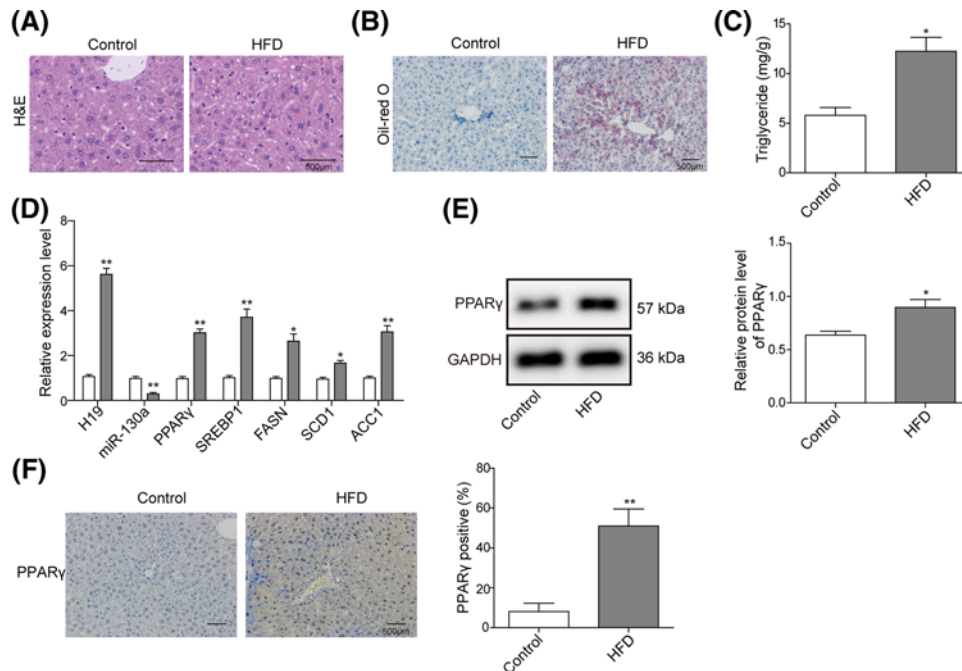 (A)
Control
HFD
H&E
500μm
(B)
Control
HFD
Oil-red O
500μm
(C)
Triglyceride (mg/g)
15
10
5
0
*
Control
HFD
(D)
Relative expression level
8
6
4
2
0
**
**
**
**
*
*
**
H19
miR-130a
PPARγ
SREBP1
FASN
SCD1
ACC1
(E)
PPARγ
57 kDa
GAPDH
36 kDa
Control
HFD
Relative protein level
of PPARγ
1.5
1.0
0.5
0.0
*
Control
HFD
(F)
Control
HFD
PPARγ
500μm
PPARγ positive (%)
80
60
40
20
0
**
Control
HFD